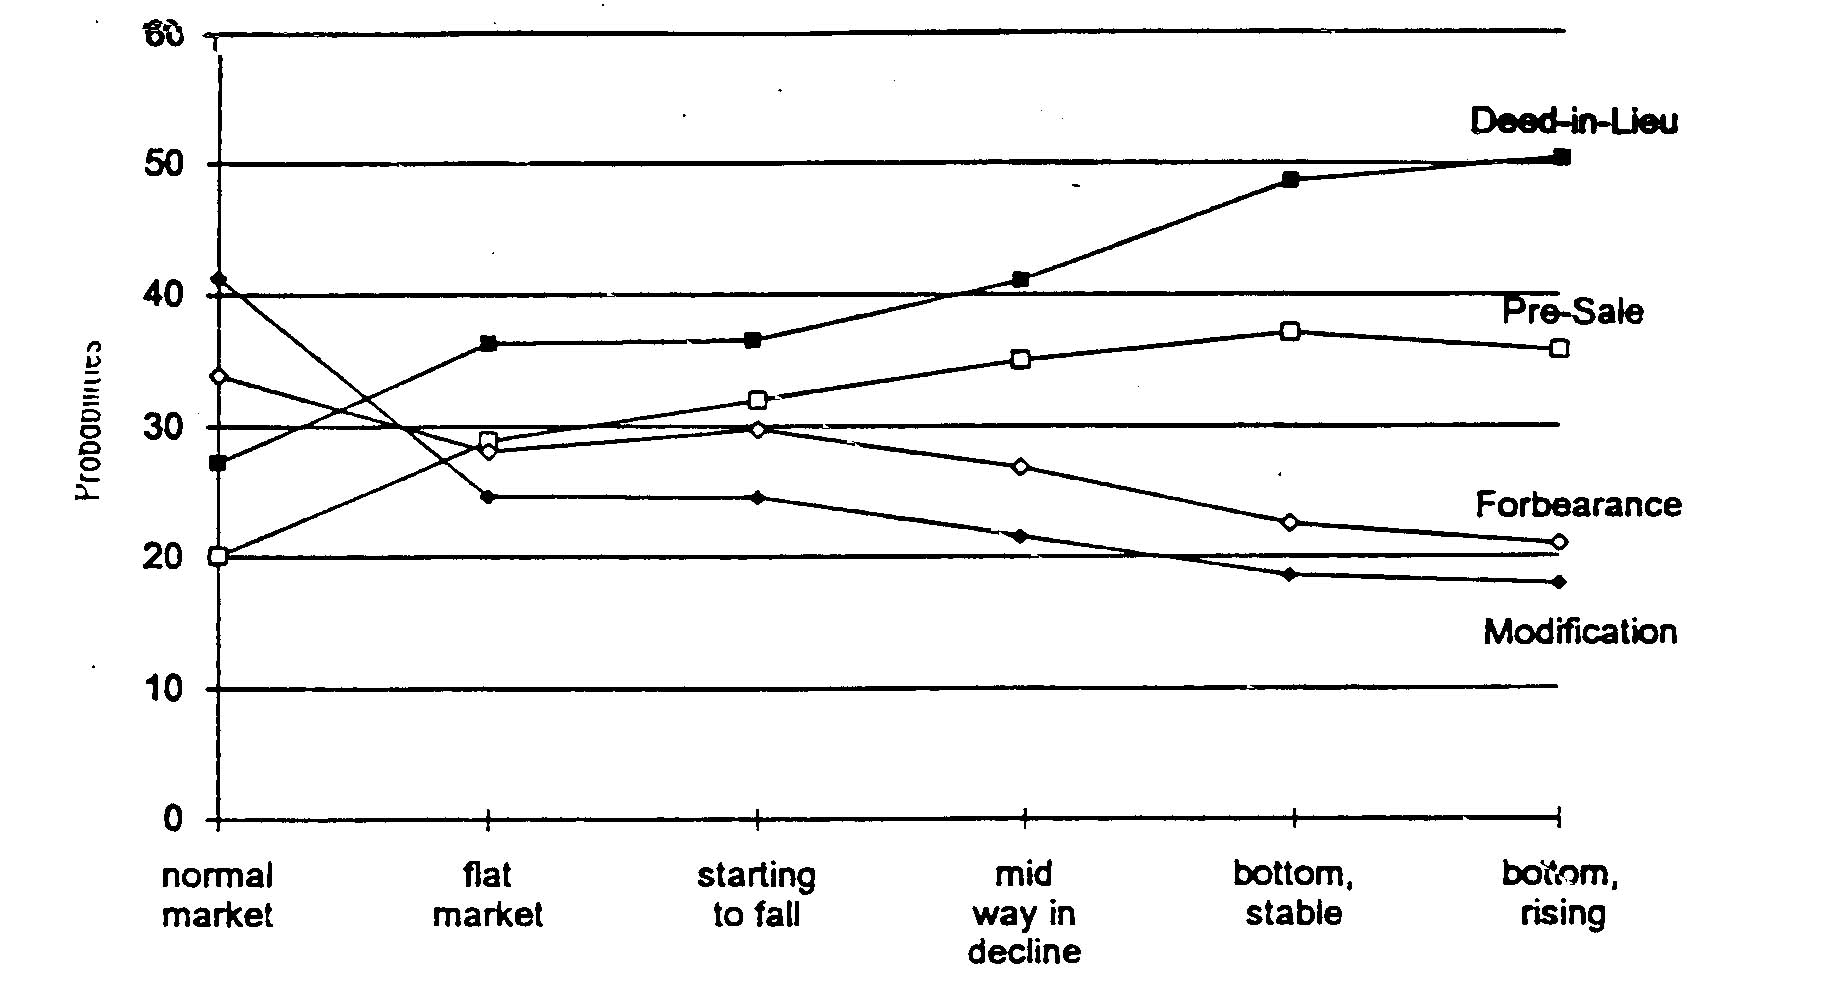 60
Deed-in-Lieu
50
40
Pre-Sale
30
Forbearance
20
Modification
10
0
normal
market
flat
market
starting
to fall
mid
way in
decline
bottom,
stable
bottom,
rising